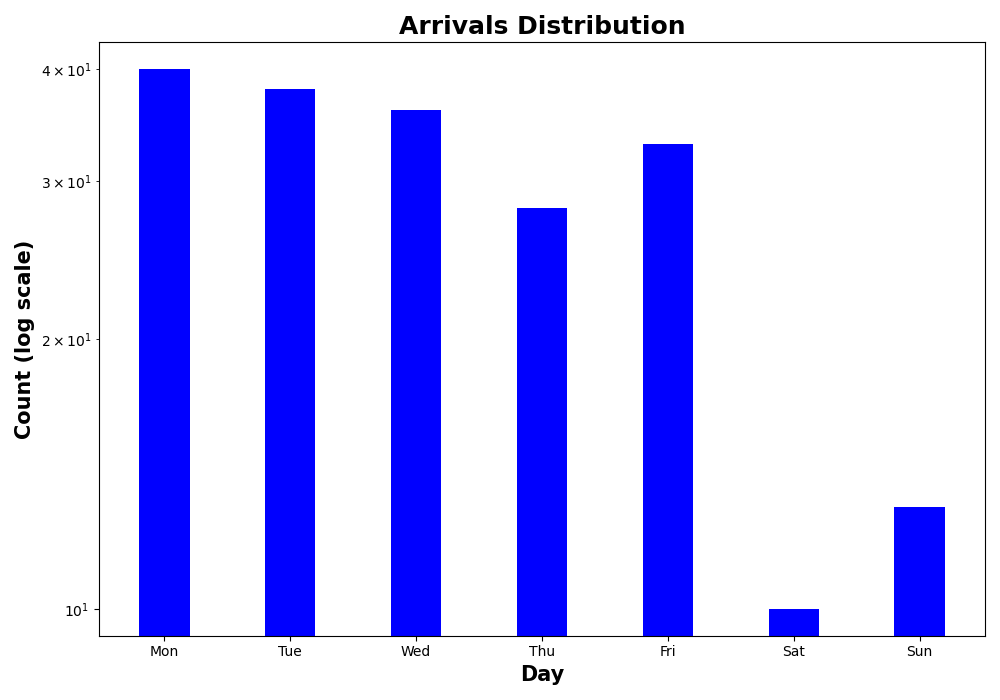 Arrivals Distribution
Count (log scale)
4 × 10¹
3 × 10¹
2 × 10¹
10¹
Mon Tue Wed Thu Fri Sat Sun
Day